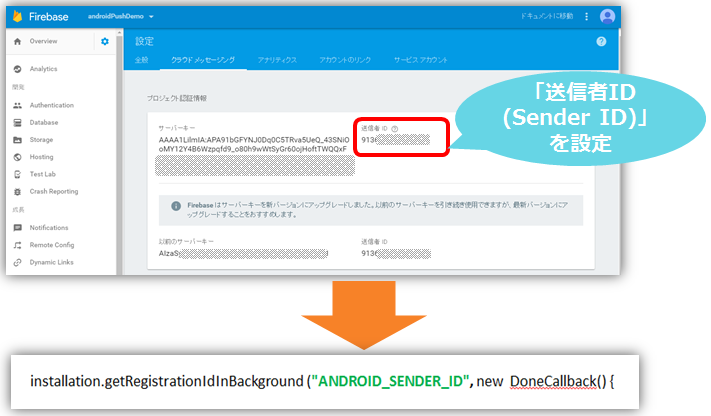 Firebase
androidPushDemo
ドキュメントに移動
Overview
設定
全般
クラウド メッセージング
アナリティクス
アカウントのリンク
サービス アカウント
Analytics
開発
Authentication
Database
Storage
Hosting
Test Lab
Crash Reporting
成長
Notifications
Remote Config
Dynamic Links
プロジェクト認証情報
サーバーキー
送信者 ID
9136
Firebase はサーバーキーを新バージョンにアップグレードしました。以前のサーバーキーを引き続き使用できますが、最新バージョンにア
ップグレードすることをおすすめします。
以前のサーバーキー
送信者 ID
AIzaS
9136
「送信者ID
(Sender ID)」
を設定
installation.getRegistrationIdInBackground ("ANDROID_SENDER_ID", new DoneCallback() {